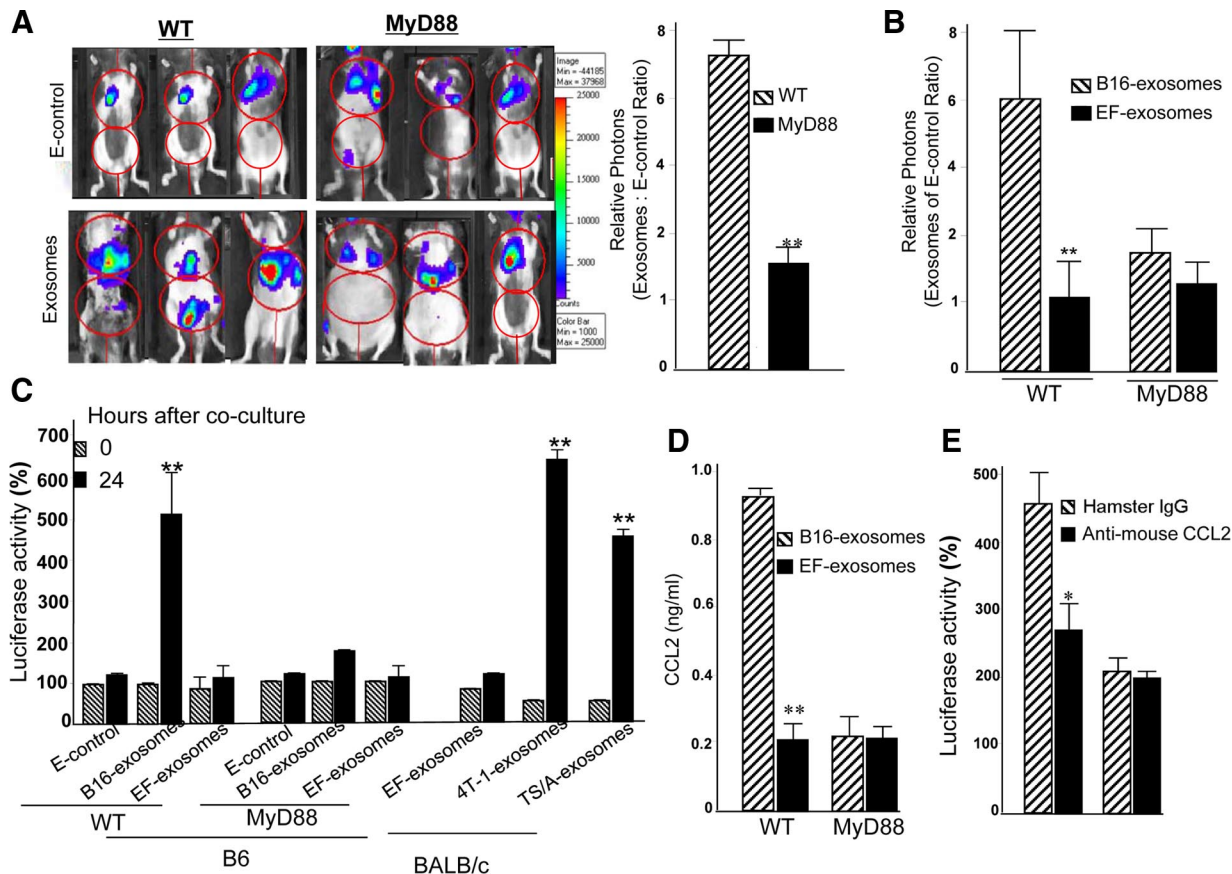 A
WT
MyD88
E-control
Exosomes
Image
Min = -44185
Max = 37968
25000
20000
15000
10000
5000
Counts
Color Bar
Min = 1000
Max = 25000
Relative Photons
(Exosomes : E-control Ratio)
8
6
4
2
1
0
WT
MyD88
**
B
Relative Photons
(Exosomes of E-control Ratio)
8
6
4
2
1
0
B16-exosomes
EF-exosomes
**
WT
MyD88
C
Hours after co-culture
0
24
Luciferase activity (%)
700
600
500
400
300
200
100
0
**
**
**
E-control
B16-exosomes
EF-exosomes
E-control
B16-exosomes
EF-exosomes
EF-exosomes
4T-1-exosomes
TS/A-exosomes
WT
MyD88
B6
BALB/c
D
CCL2 (ng/ml)
1.0
0.8
0.6
0.4
0.2
0
B16-exosomes
EF-exosomes
**
WT
MyD88
E
Luciferase activity (%)
500
400
300
200
100
0
Hamster IgG
Anti-mouse CCL2
*